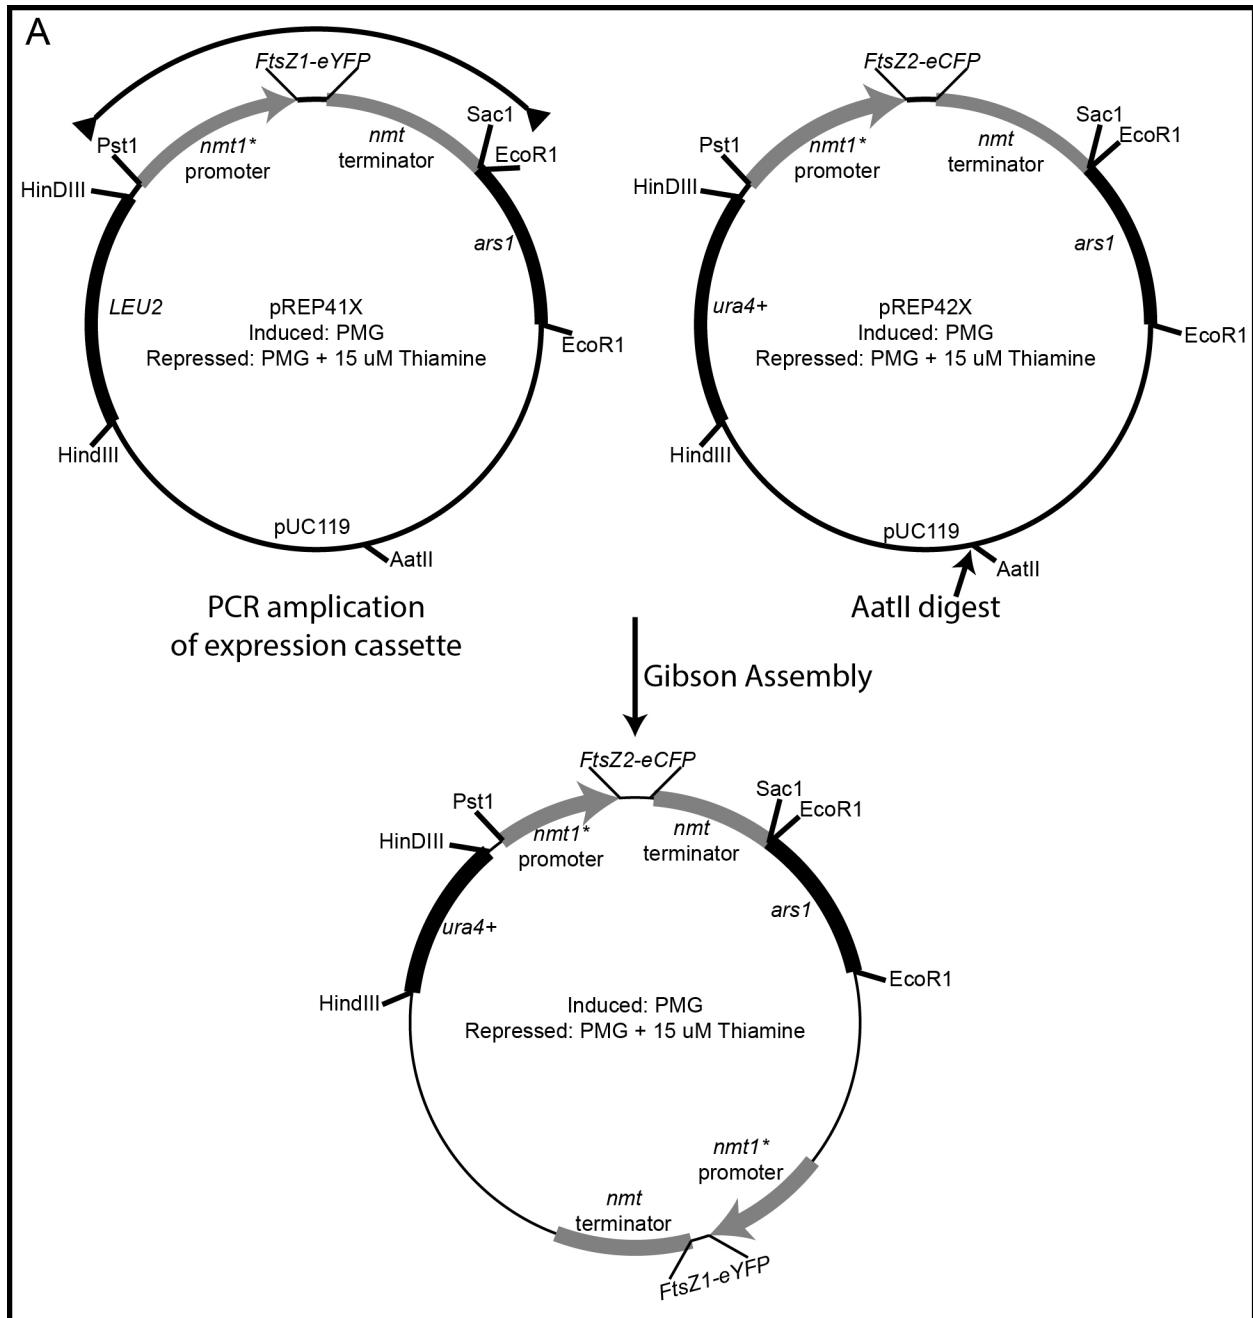 A
FtsZ1-eYFP
Pst1
HinDIII
nmt1*
promoter
nmt
terminator
Sac1
EcoR1
ars1
LEU2
pREP41X
Induced: PMG
Repressed: PMG + 15 uM Thiamine
EcoR1
HindIII
pUC119
AatII
PCR amplication
of expression cassette
FtsZ2-eCFP
Pst1
HinDIII
nmt1*
promoter
nmt
terminator
Sac1
EcoR1
ars1
ura4+
pREP42X
Induced: PMG
Repressed: PMG + 15 uM Thiamine
EcoR1
HindIII
pUC119
AatII
AatII digest
Gibson Assembly
FtsZ2-eCFP
Pst1
HinDIII
nmt1*
promoter
nmt
terminator
Sac1
EcoR1
ars1
ura4+
EcoR1
HindIII
Induced: PMG
Repressed: PMG + 15 uM Thiamine
nmt1*
promoter
nmt
terminator
FtsZ1-eYFP